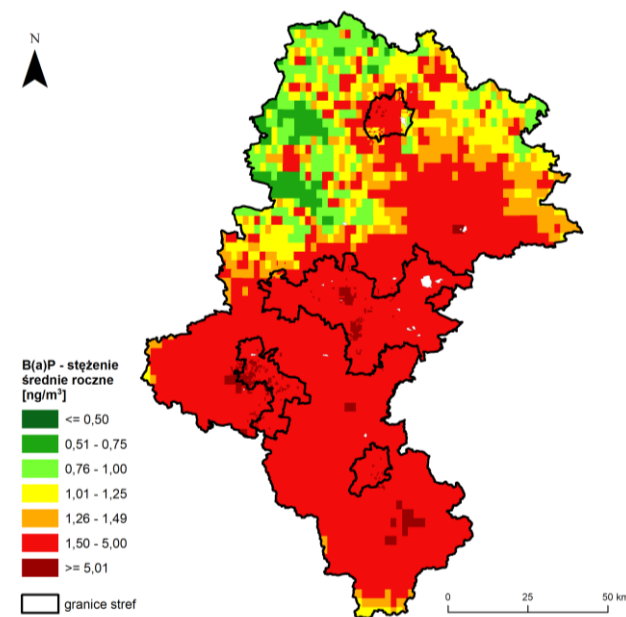 N
B(a)P - stężenie
średnie roczne
[ng/m³]
<= 0,50
0,51 - 0,75
0,76 - 1,00
1,01 - 1,25
1,26 - 1,49
1,50 - 5,00
>= 5,01
granice stref
0 25 50 km